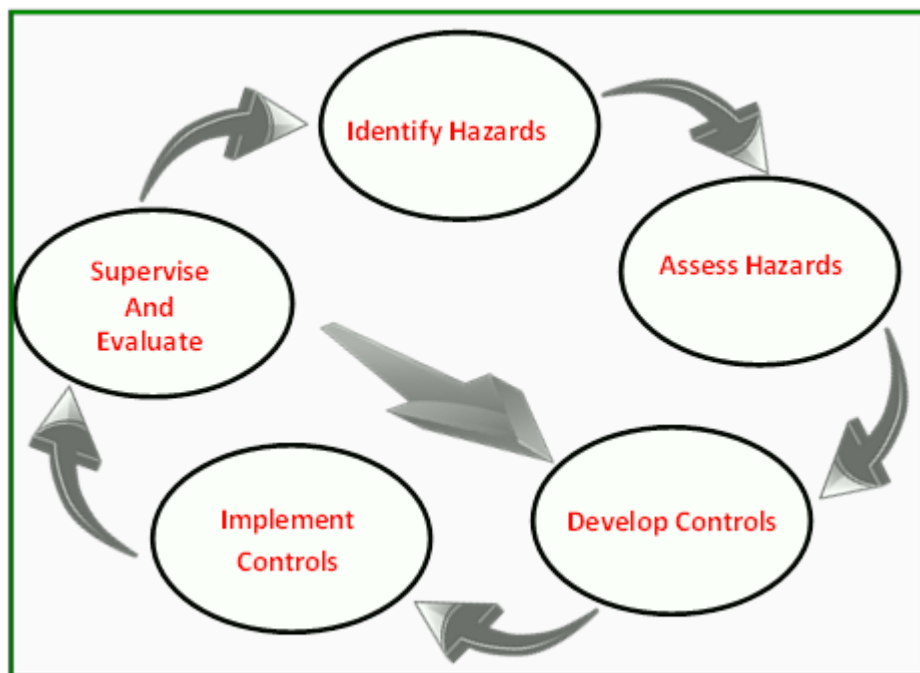 Identify Hazards
Assess Hazards
Develop Controls
Implement
Controls
Supervise
And
Evaluate